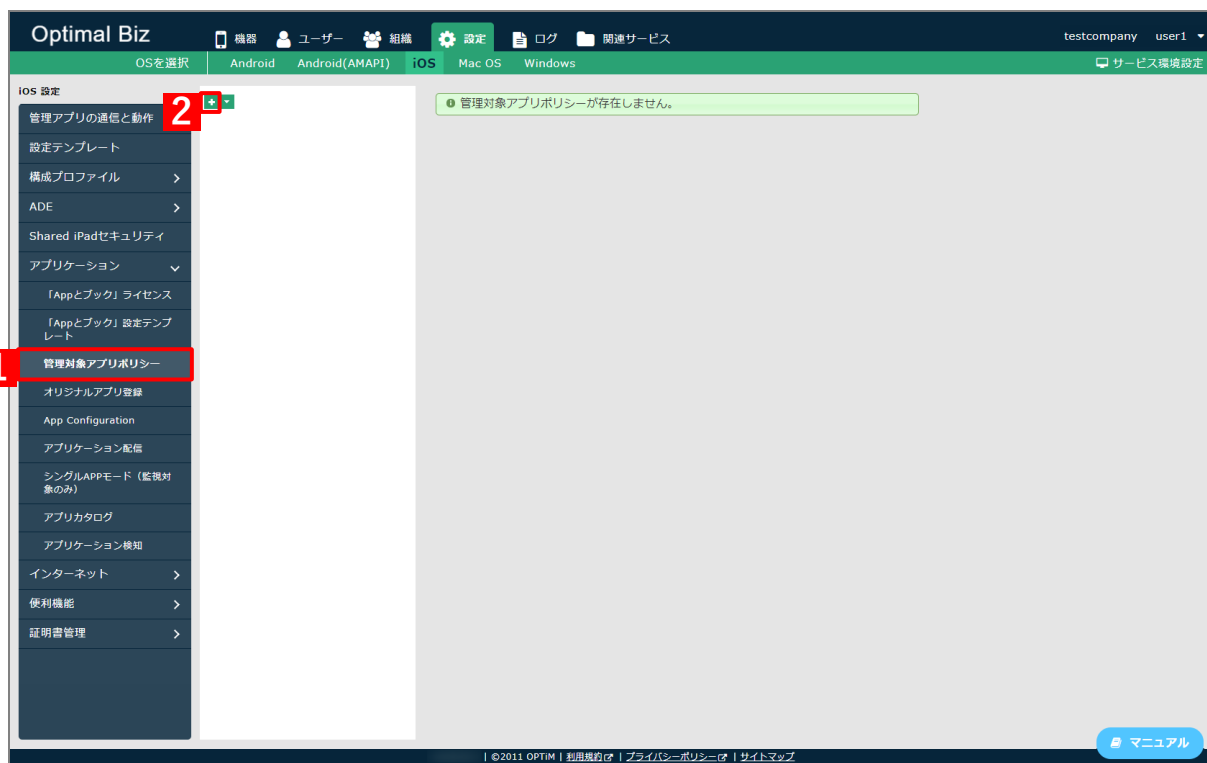 Optimal Biz
機器 ユーザー 組織 設定 ログ 関連サービス testcompany user1
OSを選択 Android Android(AMAPI) iOS Mac OS Windows サービス環境設定
iOS 設定
2
管理対象アプリポリシーが存在しません。
管理アプリの通信と動作
設定テンプレート
構成プロファイル
ADE
Shared iPadセキュリティ
アプリケーション
「Appとブック」ライセンス
「Appとブック」設定テンプ
レート
1
管理対象アプリポリシー
オリジナルアプリ登録
App Configuration
アプリケーション配信
シングルAPPモード（監視対
象のみ）
アプリカタログ
アプリケーション検知
インターネット
便利機能
証明書管理
マニュアル
| ©2011 OPTiM | 利用規約 | プライバシーポリシー | サイトマップ